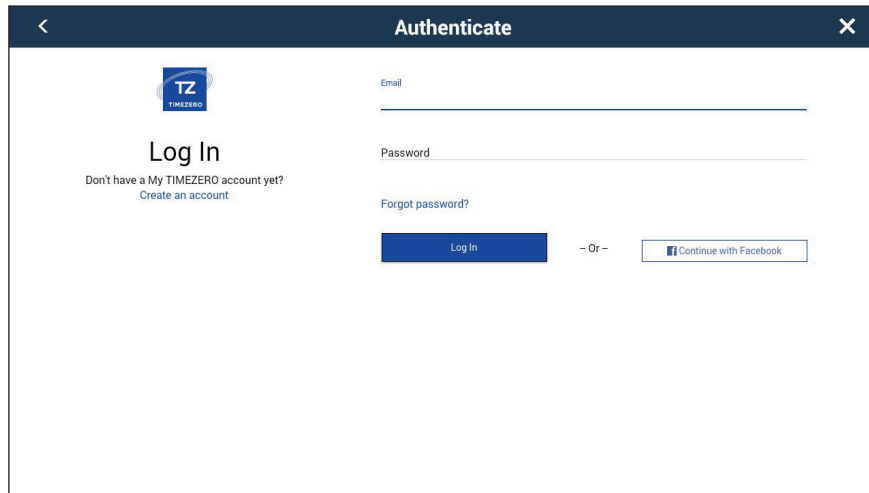 Authenticate
TZ
TIMEZERO
Log In
Don't have a My TIMEZERO account yet?
Create an account
Email
Password
Forgot password?
Log In
– Or –
Continue with Facebook